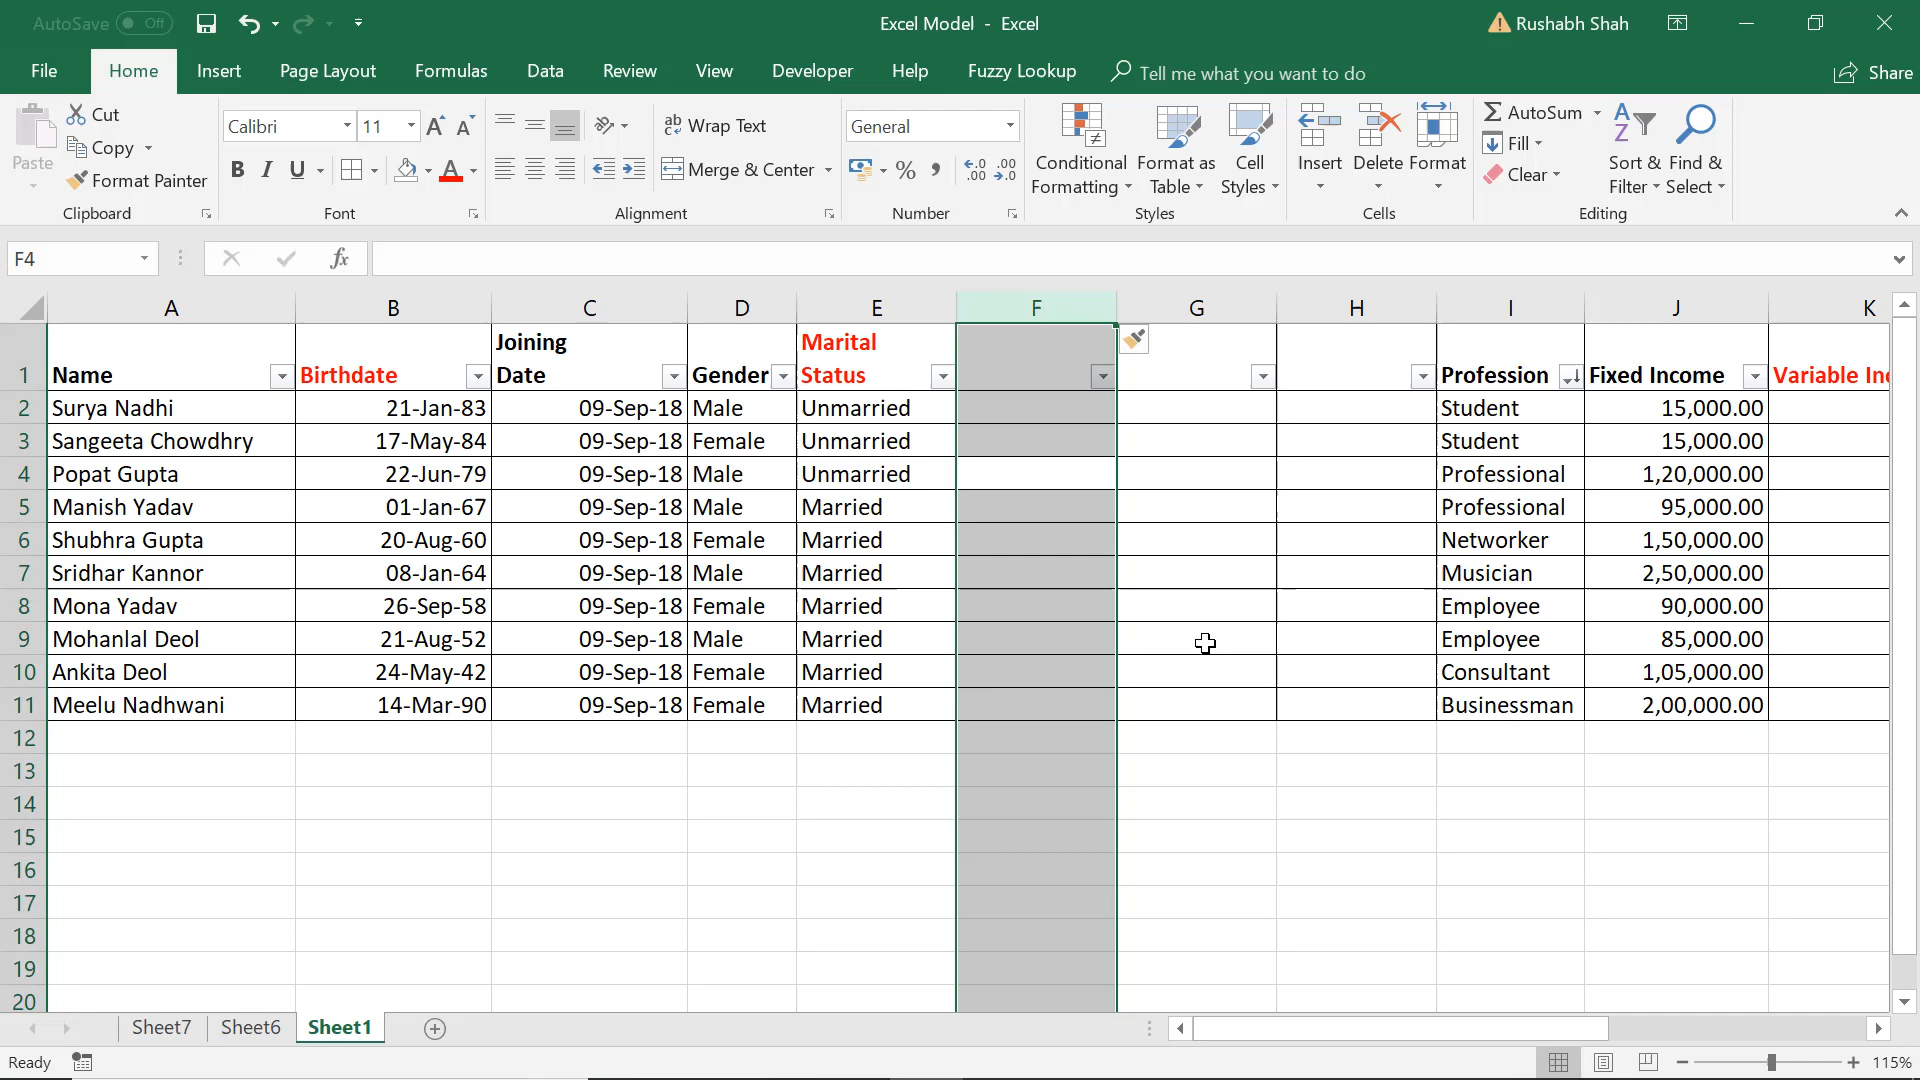 AutoSave Off
Excel Model - Excel
Rushabh Shah
File Home Insert Page Layout Formulas Data Review View Developer Help Fuzzy Lookup Tell me what you want to do Share
Paste
Cut
Copy
Format Painter
Clipboard
Calibri 11
B I U
Font
Wrap Text
Merge & Center
Alignment
General
Number
Conditional Formatting
Format as Table
Cell Styles
Styles
Insert
Delete
Format
Cells
AutoSum
Fill
Clear
Sort & Filter
Find & Select
Editing
F4 fx
A B C D E F G H I J K
1 Name Birthdate Joining Date Gender Marital Status Profession Fixed Income Variable In
2 Surya Nadhi 21-Jan-83 09-Sep-18 Male Unmarried Student 15,000.00
3 Sangeeta Chowdhry 17-May-84 09-Sep-18 Female Unmarried Student 15,000.00
4 Popat Gupta 22-Jun-79 09-Sep-18 Male Unmarried Professional 1,20,000.00
5 Manish Yadav 01-Jan-67 09-Sep-18 Male Married Professional 95,000.00
6 Shubhra Gupta 20-Aug-60 09-Sep-18 Female Married Networker 1,50,000.00
7 Sridhar Kannor 08-Jan-64 09-Sep-18 Male Married Musician 2,50,000.00
8 Mona Yadav 26-Sep-58 09-Sep-18 Female Married Employee 90,000.00
9 Mohanlal Deol 21-Aug-52 09-Sep-18 Male Married Employee 85,000.00
10 Ankita Deol 24-May-42 09-Sep-18 Female Married Consultant 1,05,000.00
11 Meelu Nadhwani 14-Mar-90 09-Sep-18 Female Married Businessman 2,00,000.00
12
13
14
15
16
17
18
19
20
Sheet7 Sheet6 Sheet1
Ready 115%